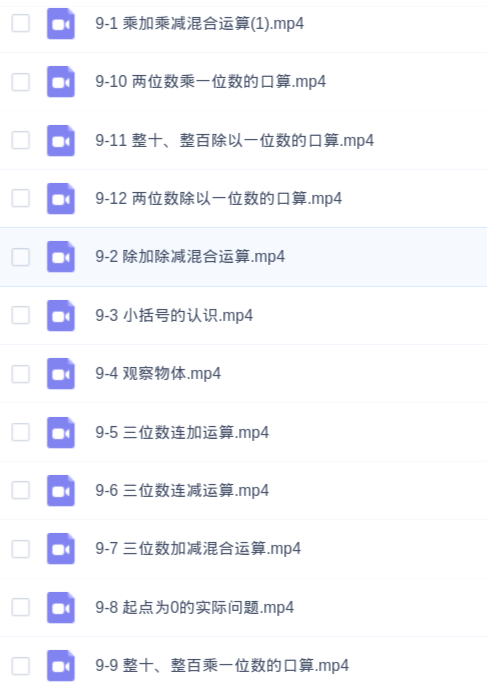 9-1 乘加乘减混合运算(1).mp4
9-10 两位数乘一位数的口算.mp4
9-11 整十、整百除以一位数的口算.mp4
9-12 两位数除以一位数的口算.mp4
9-2 除加除减混合运算.mp4
9-3 小括号的认识.mp4
9-4 观察物体.mp4
9-5 三位数连加运算.mp4
9-6 三位数连减运算.mp4
9-7 三位数加减混合运算.mp4
9-8 起点为0的实际问题.mp4
9-9 整十、整百乘一位数的口算.mp4